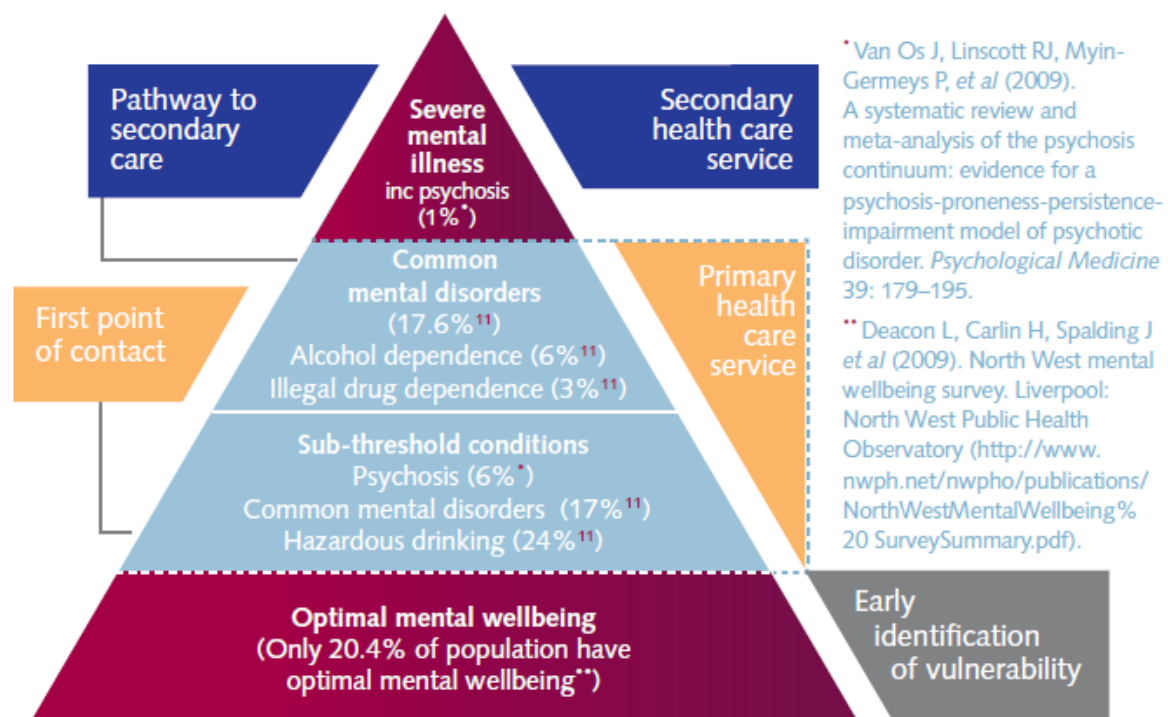 Pathway to
secondary
care
Severe
mental
illness
inc psychosis
(1%*)
Secondary
health care
service
First point
of contact
Common
mental disorders
(17.6%11)
Alcohol dependence (6%11)
Illegal drug dependence (3%11)
Primary
health
care
service
Sub-threshold conditions
Psychosis (6%*)
Common mental disorders (17%11)
Hazardous drinking (24%11)
Optimal mental wellbeing
(Only 20.4% of population have
optimal mental wellbeing**)
Early
identification
of vulnerability
* Van Os J, Linscott RJ, Myin-
Germeys P, et al (2009).
A systematic review and
meta-analysis of the psychosis
continuum: evidence for a
psychosis-proneness-persistence-
impairment model of psychotic
disorder. Psychological Medicine
39: 179–195.
** Deacon L, Carlin H, Spalding J
et al (2009). North West mental
wellbeing survey. Liverpool:
North West Public Health
Observatory (http://www.
nwph.net/nwpho/publications/
NorthWestMentalWellbeing%
20 SurveySummary.pdf).